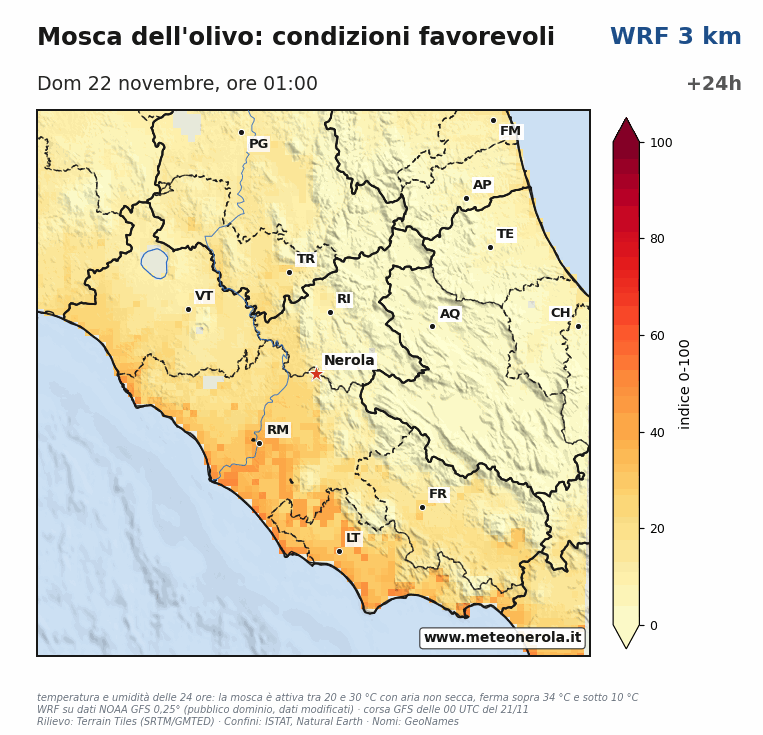 Mosca dell'olivo: condizioni favorevoli
WRF 3 km
Dom 22 novembre, ore 01:00
+24h
FM
PG
AP
TE
TR
VT
RI
AQ
CH
Nerola
RM
FR
LT
www.meteonerola.it
100
80
60
40
20
0
indice 0-100
temperatura e umidità delle 24 ore: la mosca è attiva tra 20 e 30 °C con aria non secca, ferma sopra 34 °C e sotto 10 °C
WRF su dati NOAA GFS 0,25° (pubblico dominio, dati modificati) · corsa GFS delle 00 UTC del 21/11
Rilievo: Terrain Tiles (SRTM/GMTED) · Confini: ISTAT, Natural Earth · Nomi: GeoNames